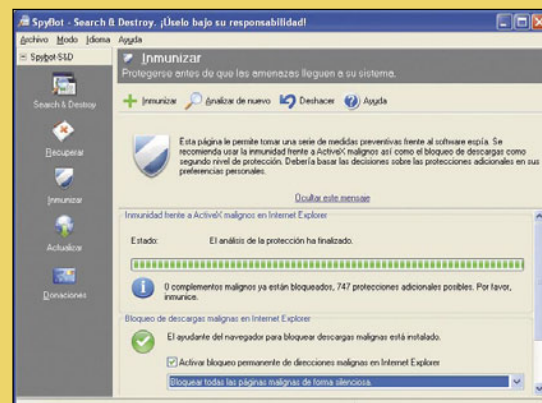 SpyBot - Search & Destroy. ¡Úselo bajo su responsabilidad!
Archivo Modo Idioma Ayuda
Spybot-S&D
Search & Destroy
Recuperar
Inmunizar
Actualizar
Donaciones
Inmunizar
Protegerse antes de que las amenazas lleguen a su sistema.
Inmunizar Analizar de nuevo Deshacer Ayuda
Esta página le permite tomar una serie de medidas preventivas frente al software espía. Se
recomienda usar la inmunidad frente a ActiveX malignos así como el bloqueo de descargas como
segundo nivel de protección. Debería basar las decisiones sobre las protecciones adicionales en sus
preferencias personales.
Ocultar este mensaje
Inmunidad frente a ActiveX malignos en Internet Explorer
Estado: El análisis de la protección ha finalizado.
0 complementos malignos ya están bloqueados, 747 protecciones adicionales posibles. Por favor,
inmunice.
Bloqueo de descargas malignas en Internet Explorer
El ayudante del navegador para bloquear descargas malignas está instalado.
Activar bloqueo permanente de direcciones malignas en Internet Explorer
Bloquear todas las páginas malignas de forma silenciosa.